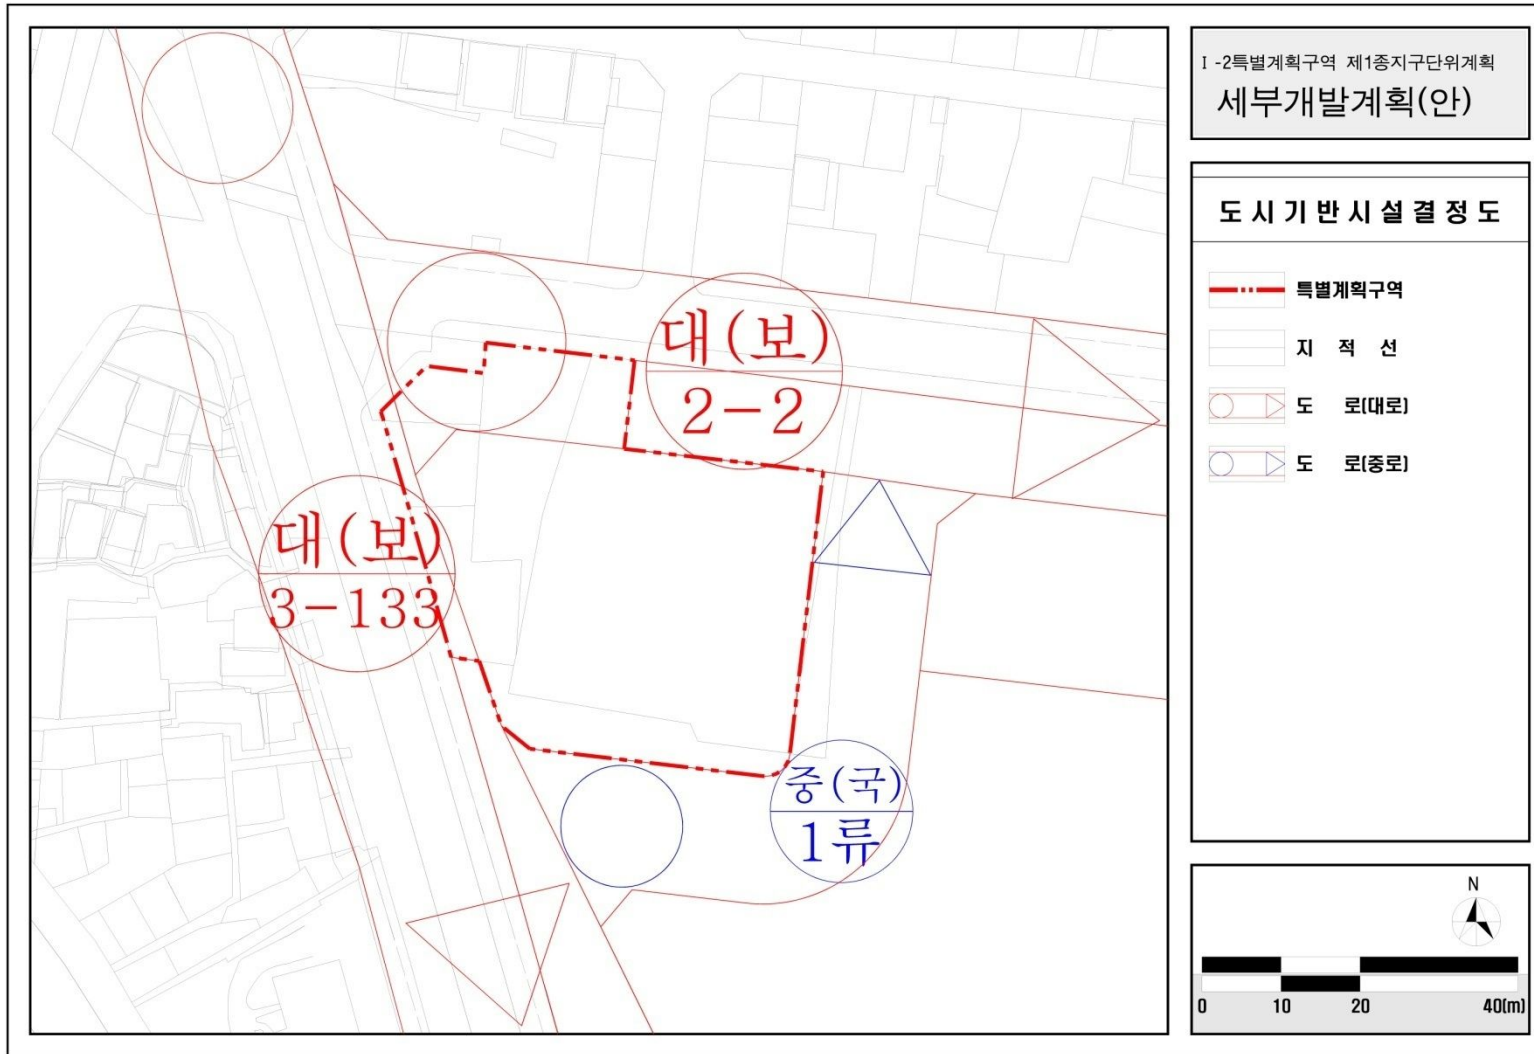 Ⅰ-2특별계획구역 제1종지구단위계획
세부개발계획(안)
도시기반시설결정도
특별계획구역
지 적 선
도 로(대로)
도 로(중로)
대(보)
2-2
대(보)
3-133
중(국)
1류
N
0 10 20 40(m)